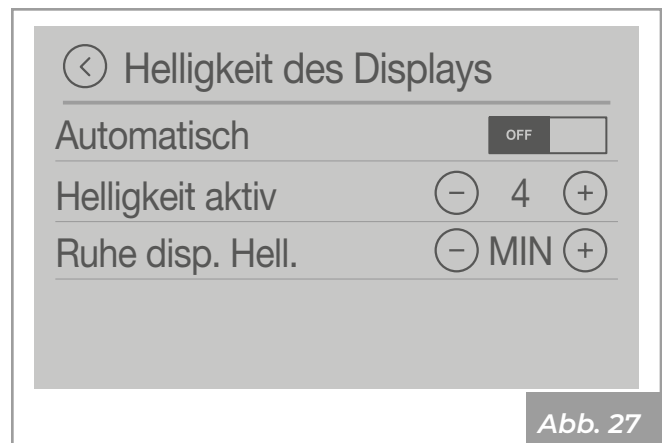 Helligkeit des Displays
Automatisch OFF
Helligkeit aktiv 4
Ruhe disp. Hell. MIN
Abb. 27